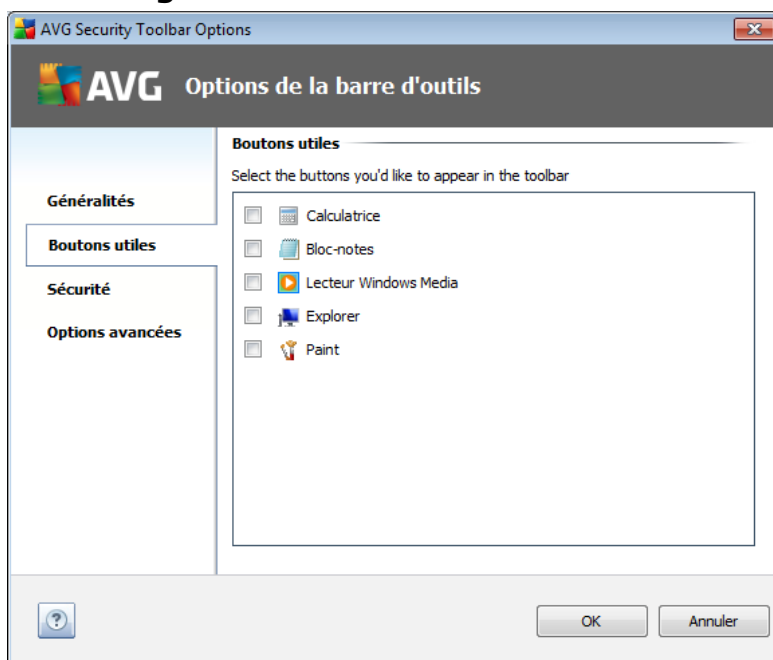 AVG Security Toolbar Options
AVG Options de la barre d'outils
Généralités
Boutons utiles
Sécurité
Options avancées
Boutons utiles
Select the buttons you'd like to appear in the toolbar
Calculatrice
Bloc-notes
Lecteur Windows Media
Explorer
Paint
?
OK
Annuler